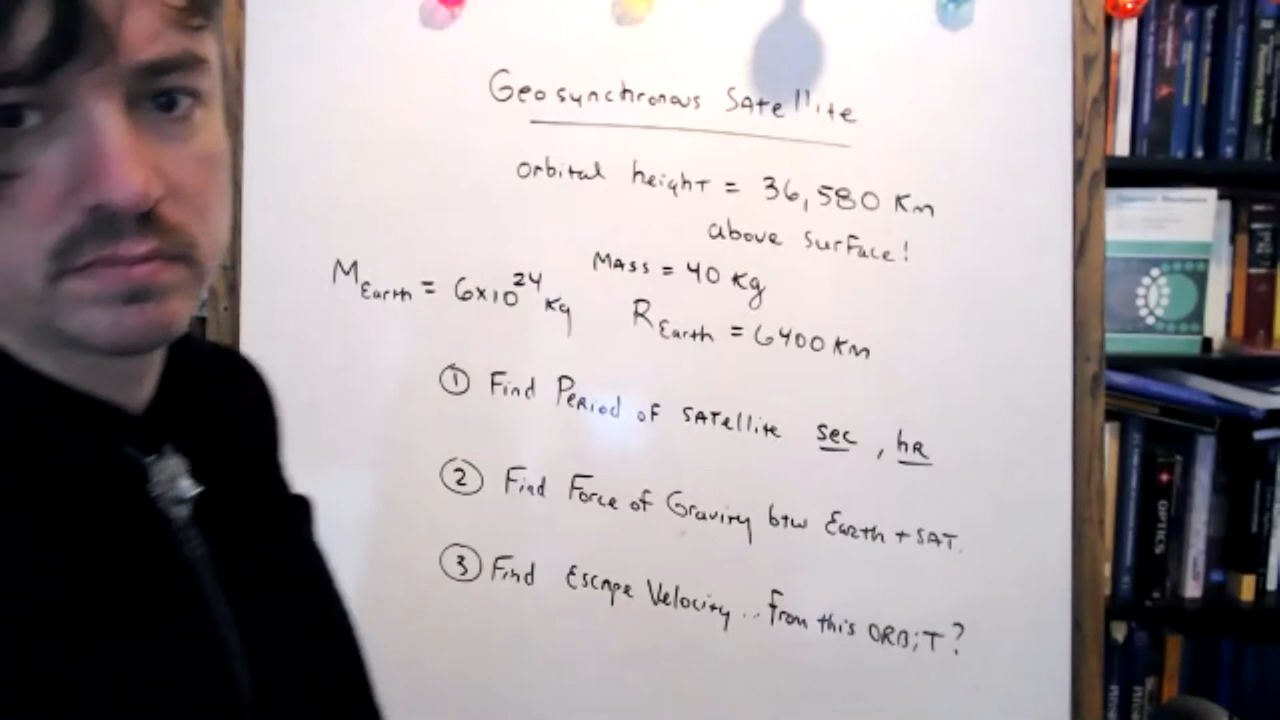 Geosynchronous Satellite
orbital height = 36,580 Km
above surface!
M Earth = 6x10²⁴ Kg
Mass = 40 Kg
R Earth = 6400 Km
① Find Period of Satellite sec, hR
② Find Force of Gravity btw Earth + SAT.
③ Find Escape Velocity... From this ORBiT?
OPTICS